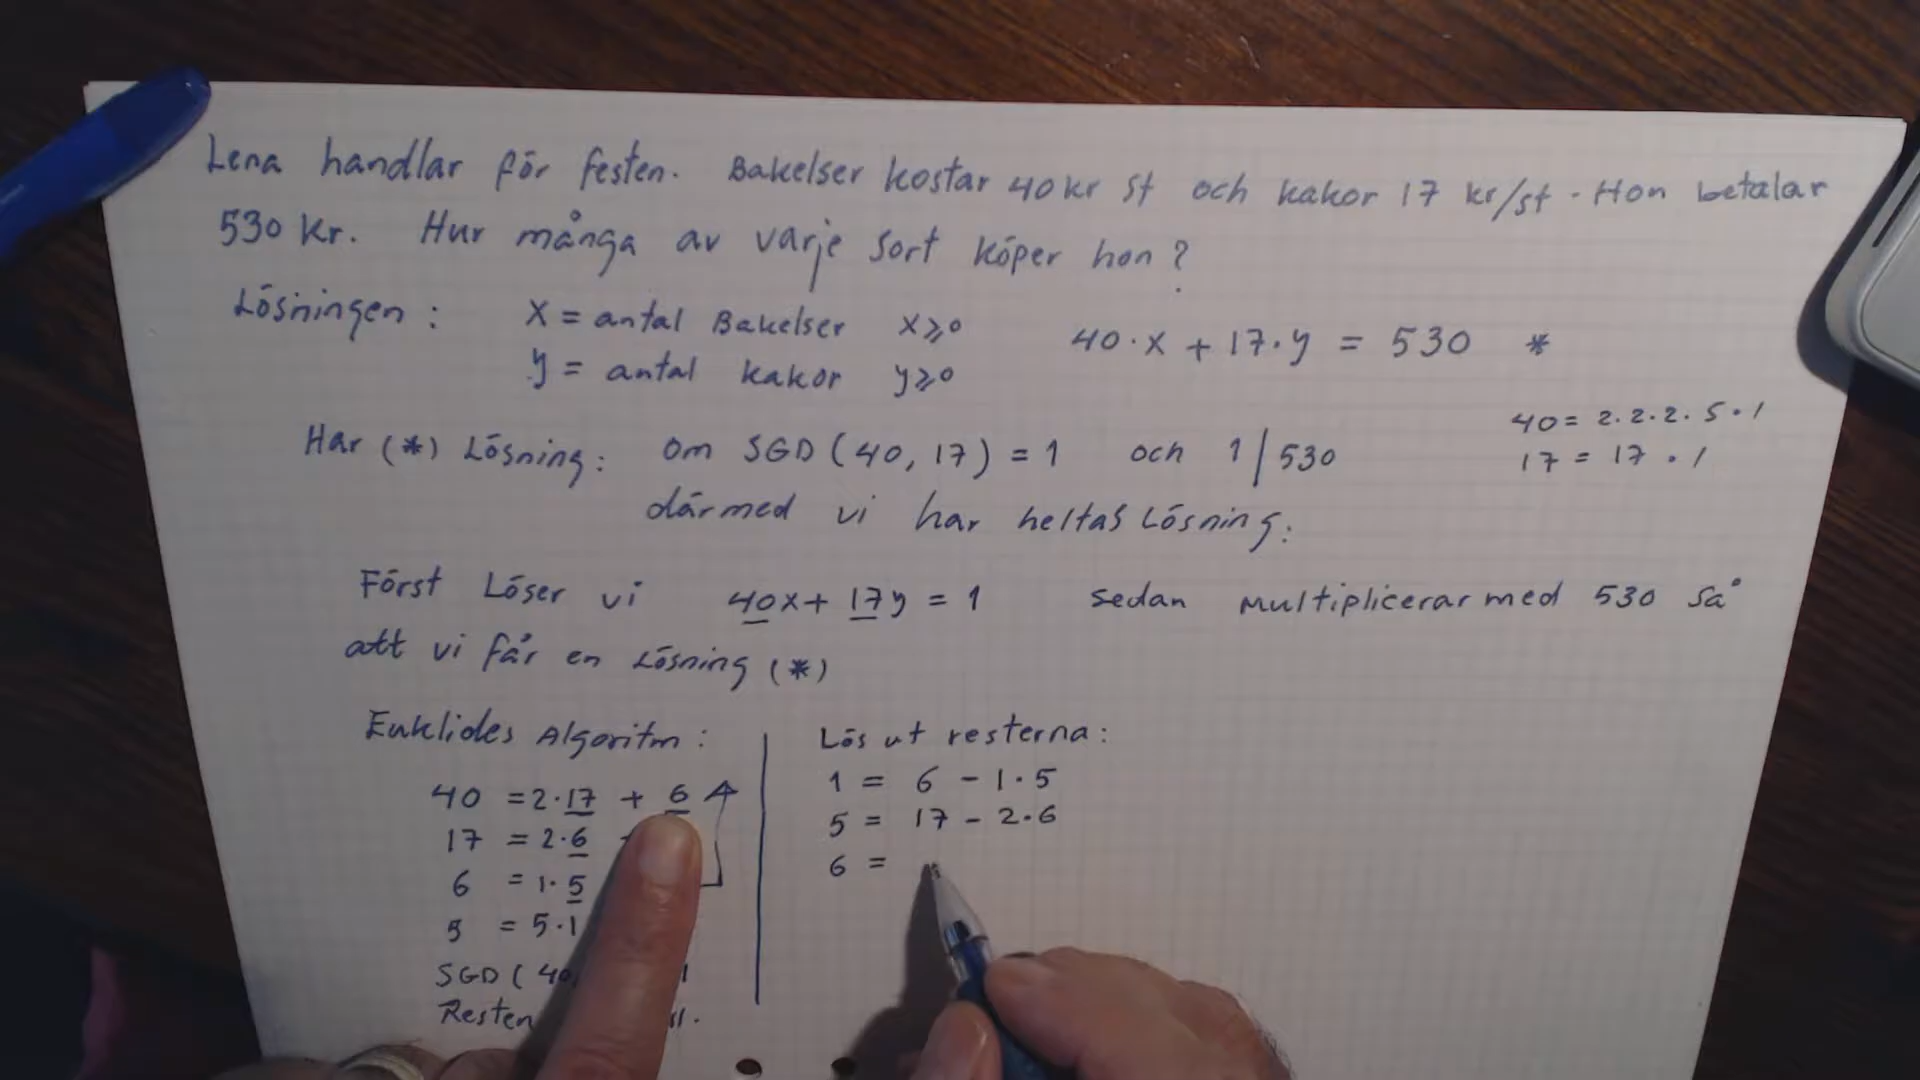 Lena handlar för festen. Bakelser kostar 40 kr st och kakor 17 kr/st. Hon betalar
530 kr. Hur många av varje sort köper hon?
Lösningen: x = antal Bakelser x≥0 40·x + 17·y = 530 *
y = antal kakor y≥0
40 = 2·2·2·5·1
Har (*) Lösning: om SGD(40, 17) = 1 och 1/530 17 = 17·1
därmed vi har heltas Lösning:
Först Löser vi 40x + 17y = 1 sedan multiplicerar med 530 så
att vi får en Lösning (*)
Euklides Algoritm: Lös ut resterna:
40 = 2·17 + 6 1 = 6 - 1·5
17 = 2·6 5 = 17 - 2·6
6 = 1·5 6 =
5 = 5·1
SGD(40, 1
Resten